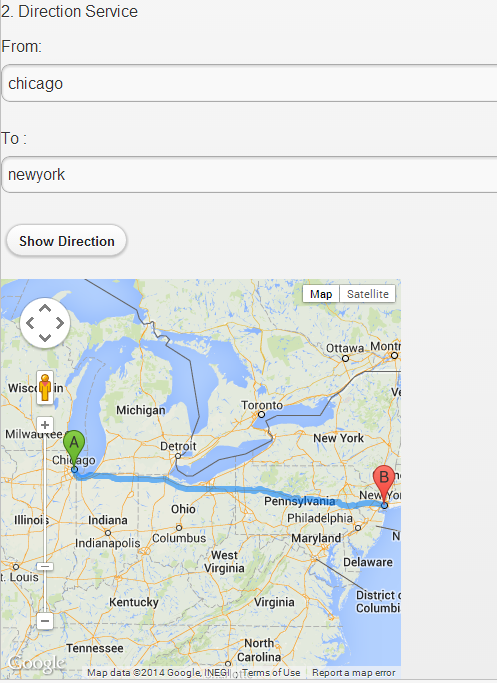 2. Direction Service
From:
chicago
To :
newyork
Show Direction
Map Satellite
Ottawa Montr
Wisconsin
Michigan
Toronto
Ve
Milwaukee
A
Detroit
New York
Chicago
B
Pennsylvania
New Yor
Illinois
Indiana
Ohio
Philadelphia
Indianapolis
Columbus
Maryland
N
t. Louis
West
Virginia
Delaware
Kentucky
Virginia
District o
Columbi
Tennessee
North
Carolina
Google
Map data ©2014 Google, INEGI Terms of Use Report a map error